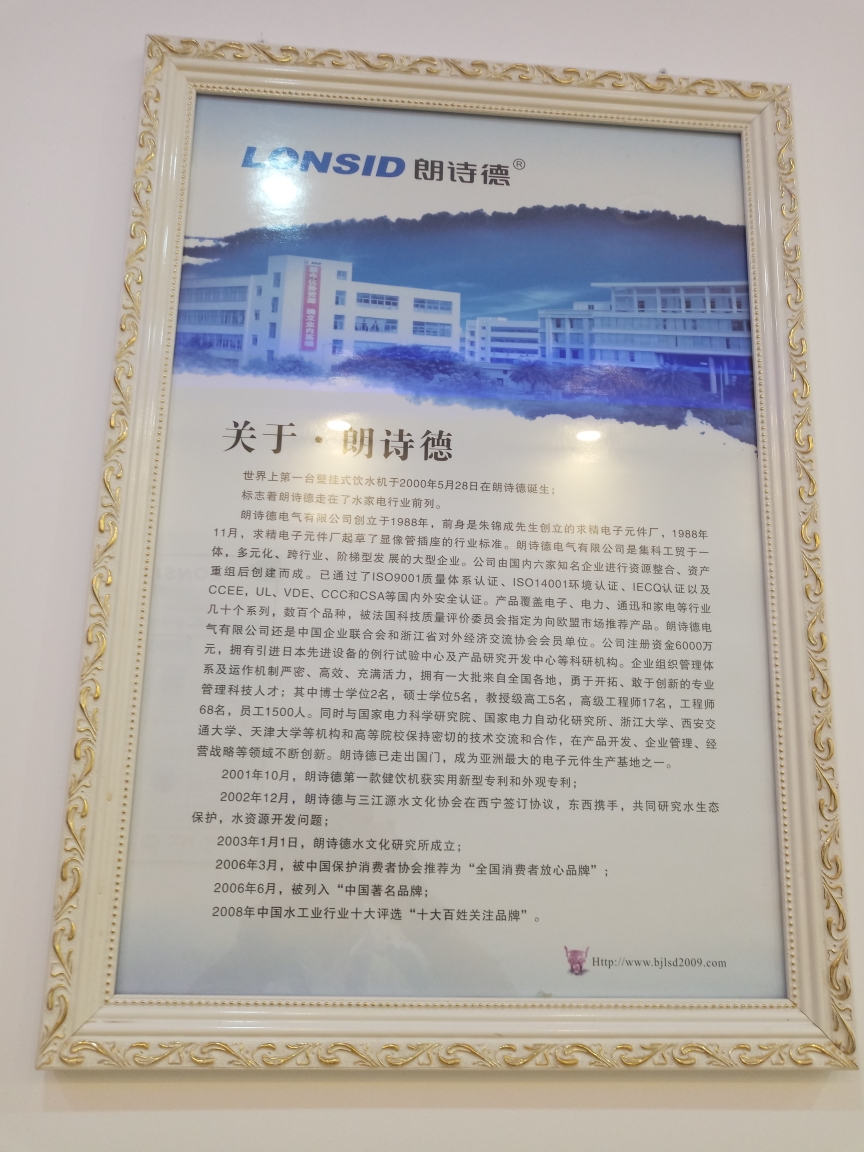 LONSID 朗诗德®
关于·朗诗德
世界上第一台壁挂式饮水机于2000年5月28日在朗诗德诞生；
标志着朗诗德走在了水家电行业前列。
朗诗德电气有限公司创立于1988年，前身是朱锦成先生创立的求精电子元件厂，1988年
11月，求精电子元件厂起草了显像管插座的行业标准。朗诗德电气有限公司是集科工贸于一
体，多元化、跨行业、阶梯型发 展的大型企业。公司由国内六家知名企业进行资源整合、资产
重组后创建而成。已通过了ISO9001质量体系认证、ISO14001环境认证、IECQ认证以及
CCEE，UL、VDE、CCC和CSA等国内外安全认证。产品覆盖电子、电力、通迅和家电等行业
几十个系列，数百个品种，被法国科技质量评价委员会指定为向欧盟市场推荐产品。朗诗德电
气有限公司还是中国企业联合会和浙江省对外经济交流协会会员单位。公司注册资金6000万
元，拥有引进日本先进设备的例行试验中心及产品研究开发中心等科研机构。企业组织管理体
系及运作机制严密、高效、充满活力，拥有一大批来自全国各地，勇于开拓、敢于创新的专业
管理科技人才；其中博士学位2名，硕士学位5名，教授级高工5名，高级工程师17名，工程师
68名，员工1500人。同时与国家电力科学研究院、国家电力自动化研究所、浙江大学、西安交
通大学、天津大学等机构和高等院校保持密切的技术交流和合作，在产品开发、企业管理、经
营战略等领域不断创新。朗诗德已走出国门，成为亚洲最大的电子元件生产基地之一。
2001年10月，朗诗德第一款健饮机获实用新型专利和外观专利；
2002年12月，朗诗德与三江源水文化协会在西宁签订协议，东西携手，共同研究水生态
保护，水资源开发问题；
2003年1月1日，朗诗德水文化研究所成立；
2006年3月，被中国保护消费者协会推荐为“全国消费者放心品牌”；
2006年6月，被列入“中国著名品牌；
2008年中国水工业行业十大评选“十大百姓关注品牌”。
Http://www.bjlsd2009.com